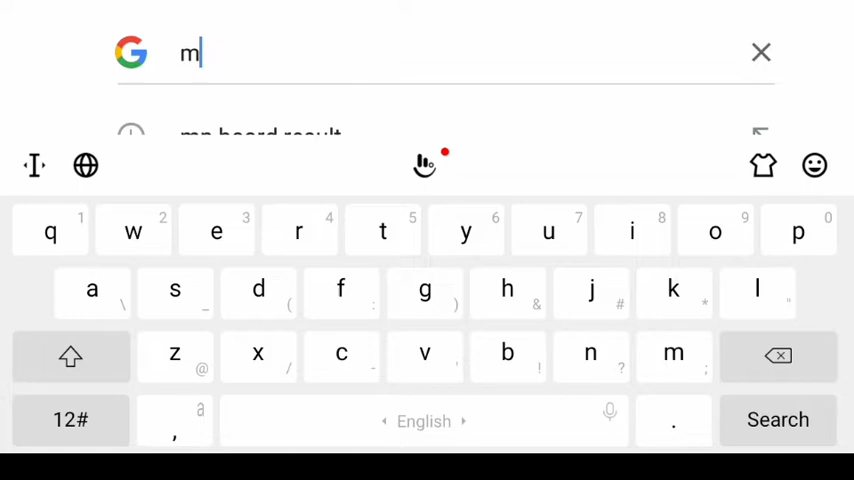 m
mp board result
q 1 w 2 e 3 r 4 t 5 y 6 u 7 i 8 o 9 p 0
a \ s _ d ( f : g ) h & j # k * l "
z @ x / c - v ' b ! n ? m ;
12# , a English . Search